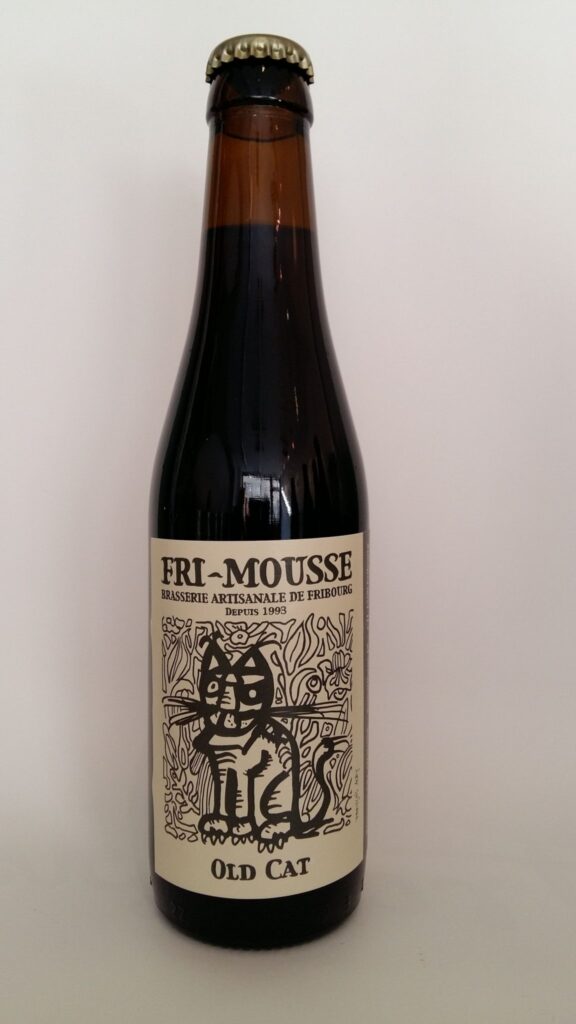 FRI-MOUSSE
BRASSERIE ARTISANALE DE FRIBOURG
DEPUIS 1993
OLD CAT